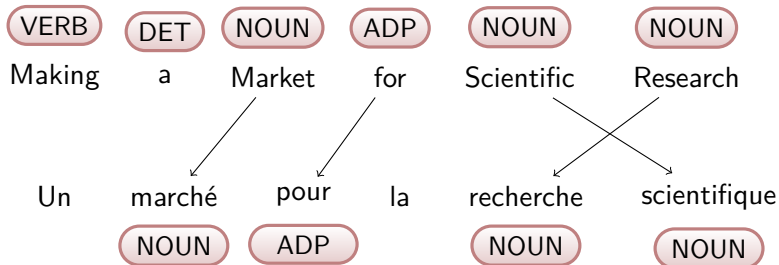 VERB DET NOUN ADP NOUN NOUN
Making a Market for Scientific Research
Un marché pour la recherche scientifique
NOUN ADP NOUN NOUN